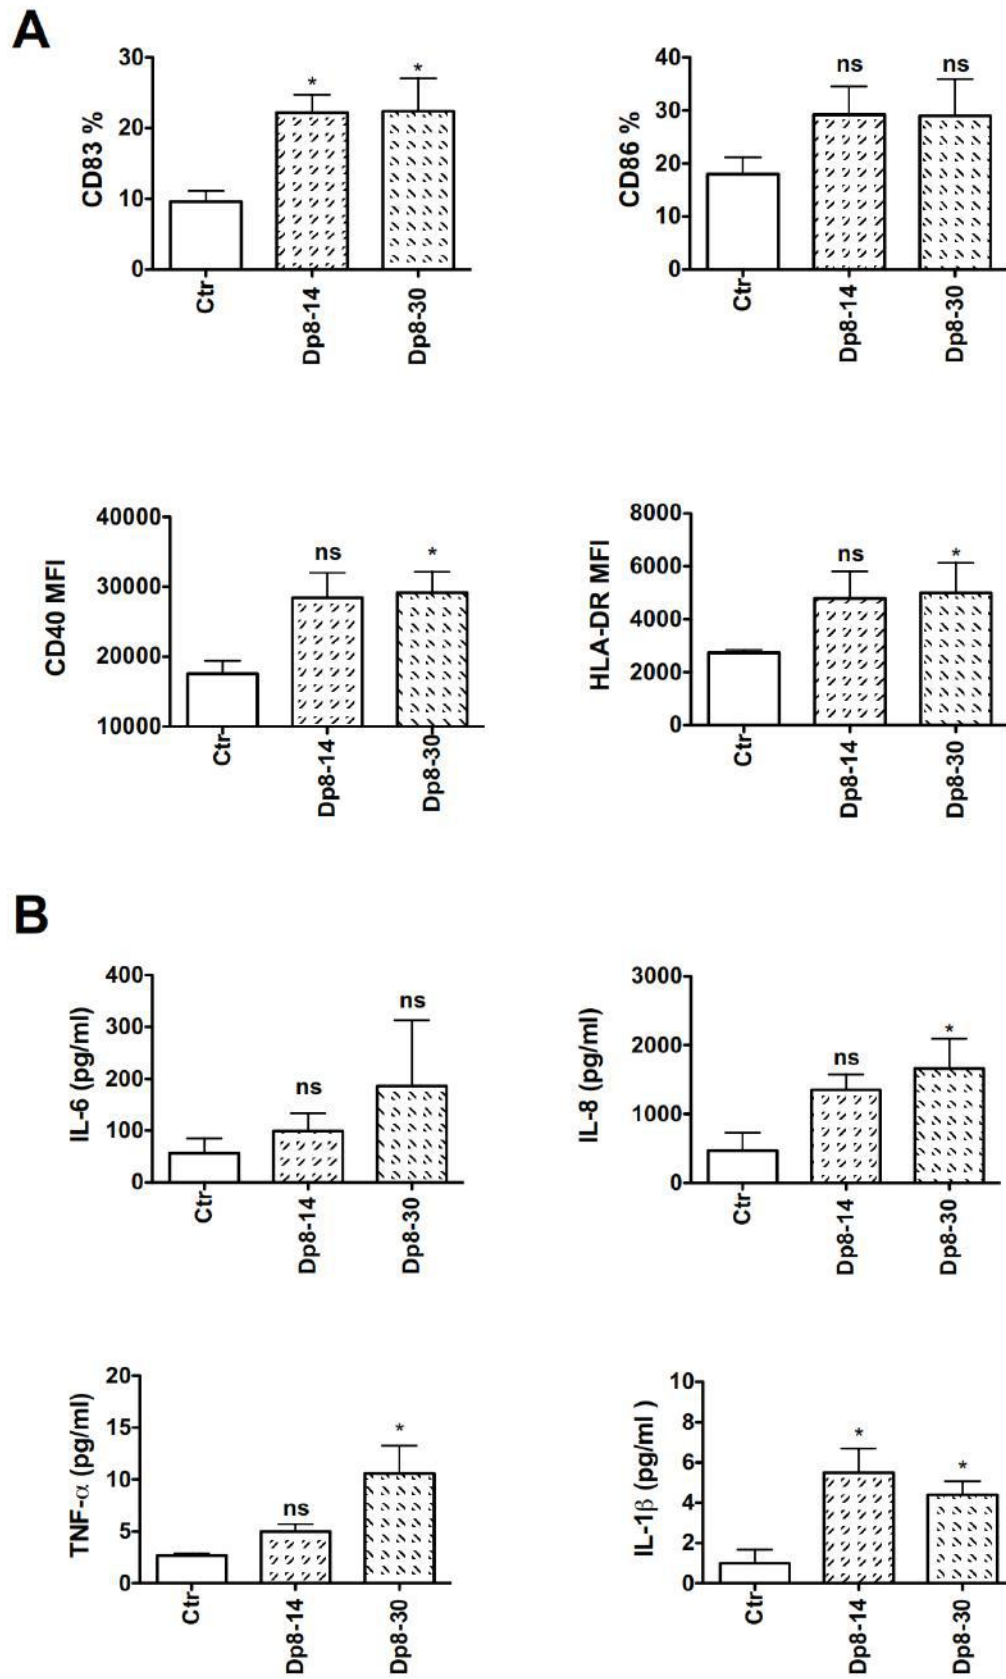 A
CD83 %
30
20
10
0
*
*
Ctr
Dp8-14
Dp8-30
CD86 %
40
30
20
10
0
ns
ns
Ctr
Dp8-14
Dp8-30
CD40 MFI
40000
30000
20000
10000
ns
*
Ctr
Dp8-14
Dp8-30
HLA-DR MFI
8000
6000
4000
2000
0
ns
*
Ctr
Dp8-14
Dp8-30
B
IL-6 (pg/ml)
400
300
200
100
0
ns
ns
Ctr
Dp8-14
Dp8-30
IL-8 (pg/ml)
3000
2000
1000
0
ns
*
Ctr
Dp8-14
Dp8-30
TNF-α (pg/ml)
20
15
10
5
0
ns
*
Ctr
Dp8-14
Dp8-30
IL-1β (pg/ml )
10
8
6
4
2
0
*
*
Ctr
Dp8-14
Dp8-30